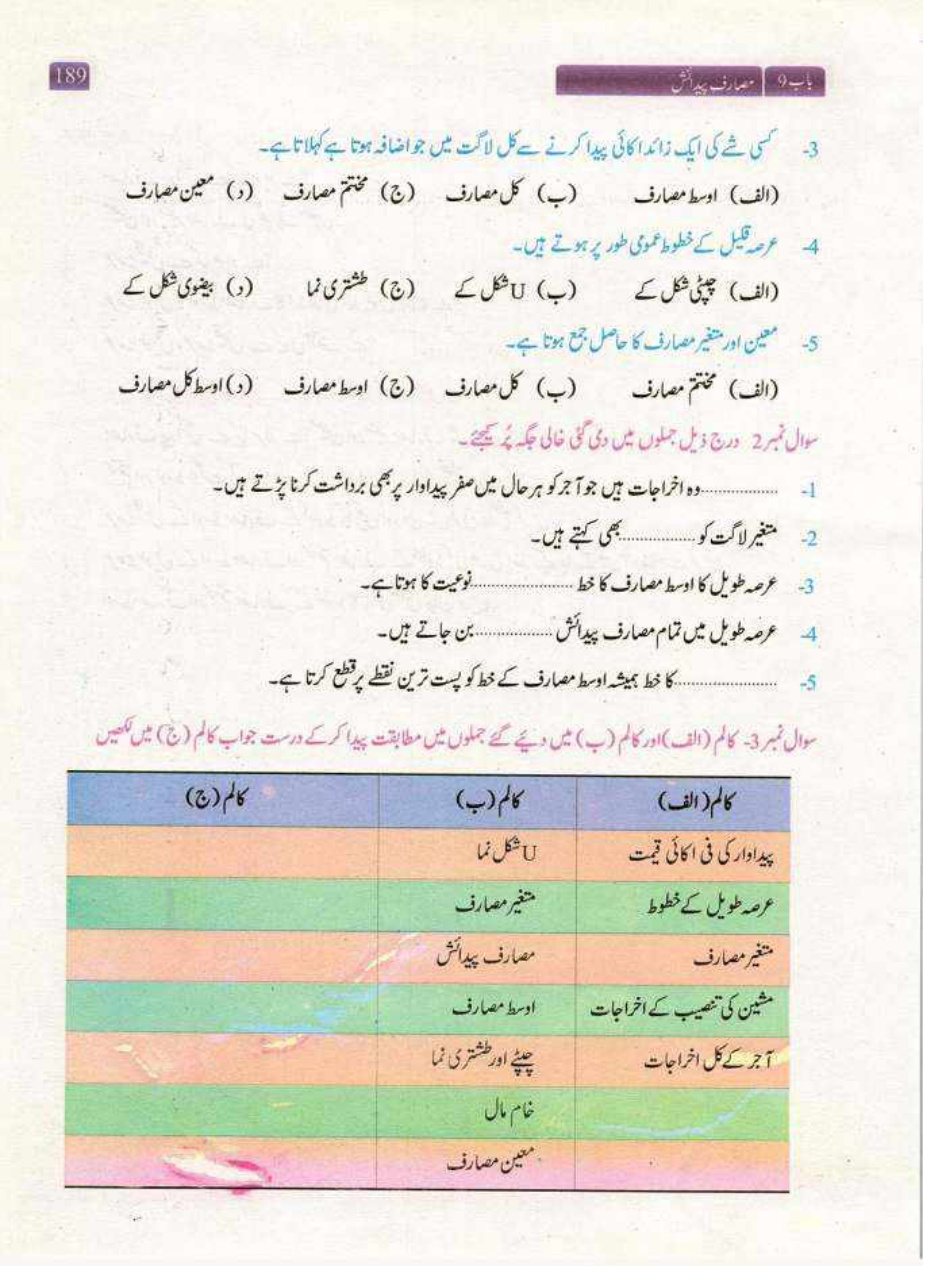 189
باب 9 مصارف پیدائش
3- کسی شے کی ایک زائد اکائی پیدا کرنے سے کل لاگت میں جو اضافہ ہوتا ہے کہلاتا ہے۔
(الف) اوسط مصارف (ب) کل مصارف (ج) مختتم مصارف (د) معین مصارف
4- عرصہ قلیل کے خطوط عمومی طور پر ہوتے ہیں۔
(الف) چپٹی شکل کے (ب) U شکل کے (ج) طشتری نما (د) بیضوی شکل کے
5- معین اور متغیر مصارف کا حاصل جمع ہوتا ہے۔
(الف) مختتم مصارف (ب) کل مصارف (ج) اوسط مصارف (د) اوسط کل مصارف
سوال نمبر 2 درج ذیل جملوں میں دی گئی خالی جگہ پُر کیجئے۔
1- ..................وہ اخراجات ہیں جو آجر کو ہر حال میں صفر پیداوار پر بھی برداشت کرنا پڑتے ہیں۔
2- متغیر لاگت کو ................. بھی کہتے ہیں۔
3- عرصہ طویل کا اوسط مصارف کا خط ........................نوعیت کا ہوتا ہے۔
4- عرصہ طویل میں تمام مصارف پیدائش ..................بن جاتے ہیں۔
5- ........................کا خط ہمیشہ اوسط مصارف کے خط کو پست ترین نقطے پر قطع کرتا ہے۔
سوال نمبر 3- کالم (الف) اور کالم (ب) میں دیئے گئے جملوں میں مطابقت پیدا کر کے درست جواب کالم (ج) میں لکھیں
کالم (الف) کالم (ب) کالم (ج)
پیداوار کی فی اکائی قیمت U شکل نما
عرصہ طویل کے خطوط متغیر مصارف
متغیر مصارف مصارف پیدائش
مشین کی تنصیب کے اخراجات اوسط مصارف
آجر کے کل اخراجات چپٹے اور طشتری نما
خام مال
معین مصارف